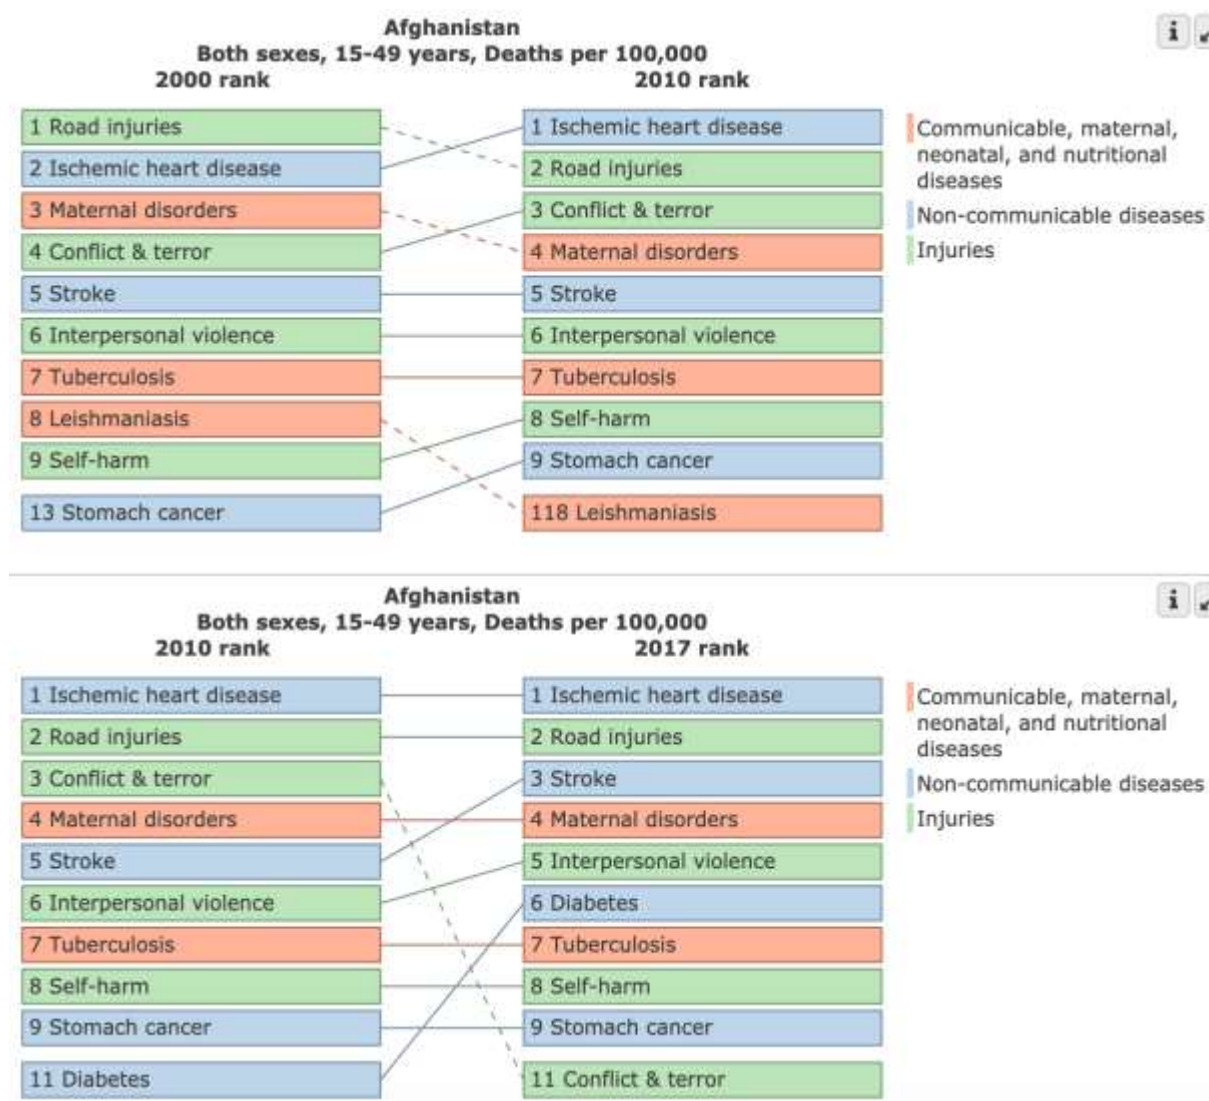 Afghanistan
Both sexes, 15-49 years, Deaths per 100,000
2000 rank 2010 rank
1 Road injuries
2 Ischemic heart disease
3 Maternal disorders
4 Conflict & terror
5 Stroke
6 Interpersonal violence
7 Tuberculosis
8 Leishmaniasis
9 Self-harm
13 Stomach cancer
1 Ischemic heart disease
2 Road injuries
3 Conflict & terror
4 Maternal disorders
5 Stroke
6 Interpersonal violence
7 Tuberculosis
8 Self-harm
9 Stomach cancer
118 Leishmaniasis
Communicable, maternal,
neonatal, and nutritional
diseases
Non-communicable diseases
Injuries
i
Afghanistan
Both sexes, 15-49 years, Deaths per 100,000
2010 rank 2017 rank
1 Ischemic heart disease
2 Road injuries
3 Conflict & terror
4 Maternal disorders
5 Stroke
6 Interpersonal violence
7 Tuberculosis
8 Self-harm
9 Stomach cancer
11 Diabetes
1 Ischemic heart disease
2 Road injuries
3 Stroke
4 Maternal disorders
5 Interpersonal violence
6 Diabetes
7 Tuberculosis
8 Self-harm
9 Stomach cancer
11 Conflict & terror
Communicable, maternal,
neonatal, and nutritional
diseases
Non-communicable diseases
Injuries
i